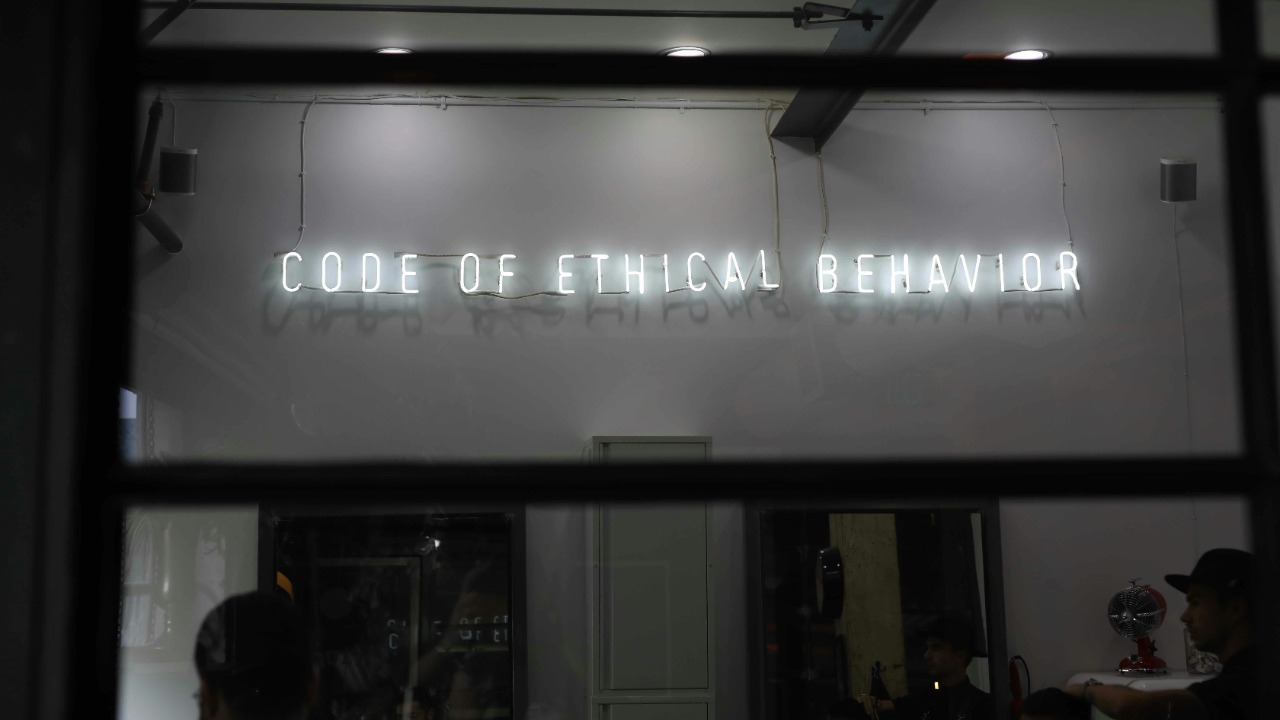 CODE OF ETHICAL BEHAVIOR